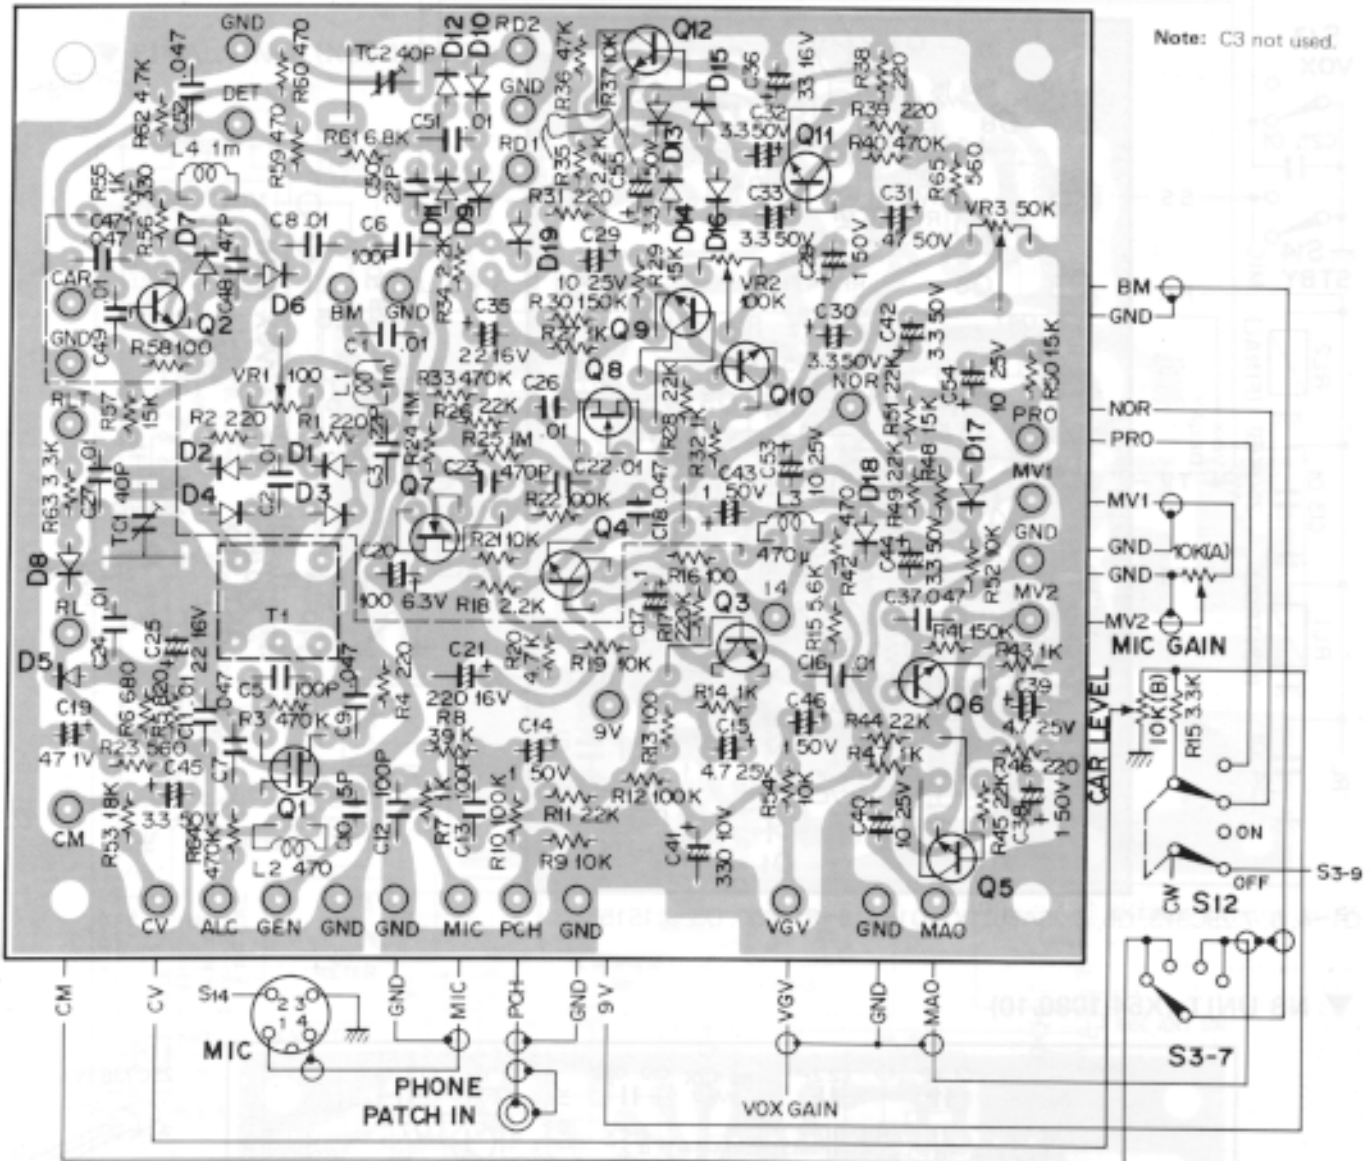 Note: C3 not used.
GND
D12
D10
RD2
Q12
TC2 40P
R62 4.7K
C52 .047
R60 470
DET
GND
R36 47K
R37 10K
D15
C36
33 16V
R38
220
R39 220
R40 470K
C32
3.3 50V
Q11
R65
560
L4 1m
R59 470
R61 6.8K
C51
.01
RD1
R35
2.2K
C55
3.3 50V
D13
C50
22P
R55
1K
R56 330
D7
C47
.047
C8 .01
C6
100P
D11
D9
R31 220
D14
D16
C33
3.3 50V
C31
47 50V
VR3 50K
D19
C29
10 25V
R29
15K
C28
1 50V
CAR
.01
C49
Q2
47P
C48
D6
BM
GND
R34 2.2K
R30 150K
R27 1K
Q9
VR2
100K
C30
3.3 50V
C42
3.3 50V
BM
GND
GND
R58 100
C1 .01
C35
22 16V
RLT
VR1 100
L1
1m
R33 470K
C26
.01
Q8
R28 22K
Q10
NOR
R51 22K
C54
10 25V
R50 15K
R57
15K
R2 220
R1 220
22P
C3
R24 1M
R26 22K
R25 1M
R32 1K
R48 15K
PRO
NOR
PRO
D2
D1
D4
D3
C2
.01
R63 3.3K
C27
.01
TC1 40P
C23
470P
C22 .01
C18 .047
C43
1 50V
C53
10 25V
D18
R49 22K
D17
MV1
MV1
Q7
R22 100K
Q4
L3
470μ
R42
470
GND
GND
10K(A)
GND
D8
R21 10K
C20
100 6.3V
R18 2.2K
R16 100
C44
3.3 50V
R52 10K
MV2
MV2
MIC GAIN
RL
C24
.01
C25
22 16V
T1
C17
.1
R17
220K
Q3
14
R15 5.6K
C37 .047
R41 150K
R43 1K
D5
R6 680
R5 820
C11 .01
.047
C5
100P
C9
.047
R4 220
C21
220 16V
R20
4.7K
R19 10K
R14 1K
C16
.01
Q6
C39
4.7 25V
CAR LEVEL
10K(B)
R15 3.3K
C19
47 1V
R23 560
C7
R3
470K
R8
39K
C14
1 50V
9V
R13 100
C15
4.7 25V
C46
1 50V
R44 22K
R47 1K
R46 220
CM
R53 18K
C45
33 50V
R64
470K
Q1
C10
5P
C12
100P
R7 1K
C13
100P
R10 100K
R12 100K
R11 22K
R9 10K
C41
330 10V
R54
10K
C40
10 25V
R45 22K
C38
1 50V
ON
L2 470
Q5
OFF
S3-9
CW
S12
CV
ALC
GEN
GND
GND
MIC
PCH
GND
VGV
GND
MAO
CM
CV
S14
2 3
1 4
MIC
GND
MIC
PCH
GND
9V
VGV
GND
MAO
S3-7
PHONE
PATCH IN
VOX GAIN